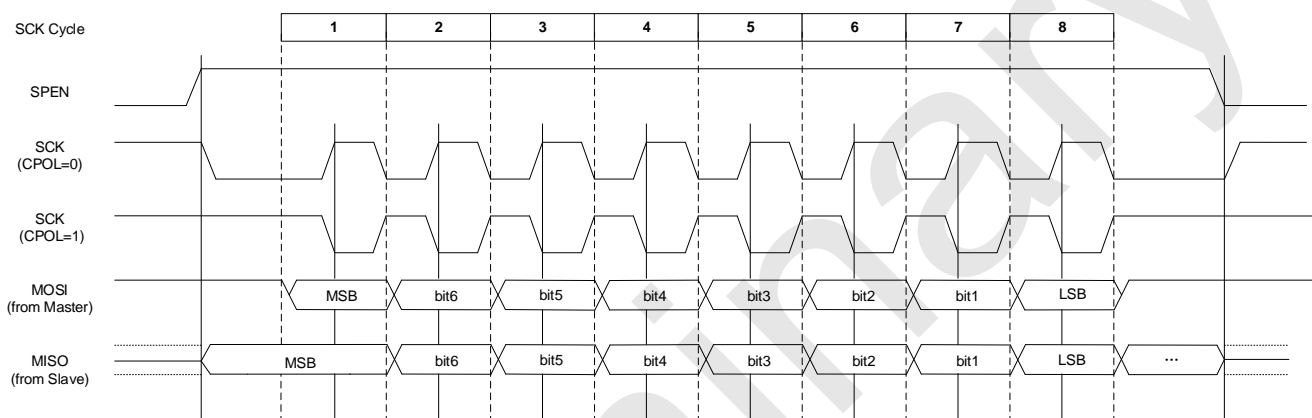 SCK Cycle 1 2 3 4 5 6 7 8
SPEN
SCK
(CPOL=0)
SCK
(CPOL=1)
MOSI
(from Master)
MSB bit6 bit5 bit4 bit3 bit2 bit1 LSB
MISO
(from Slave)
MSB bit6 bit5 bit4 bit3 bit2 bit1 LSB ...
inary